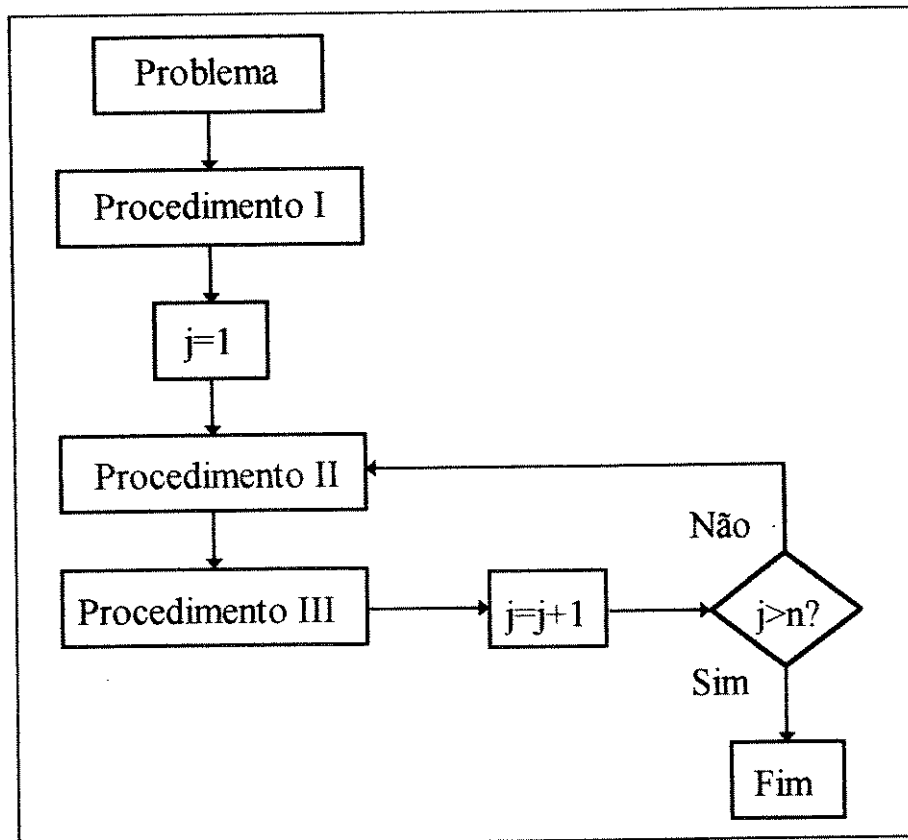 Problema
Procedimento I
j=1
Procedimento II
Não
Procedimento III
j=j+1
j>n?
Sim
Fim